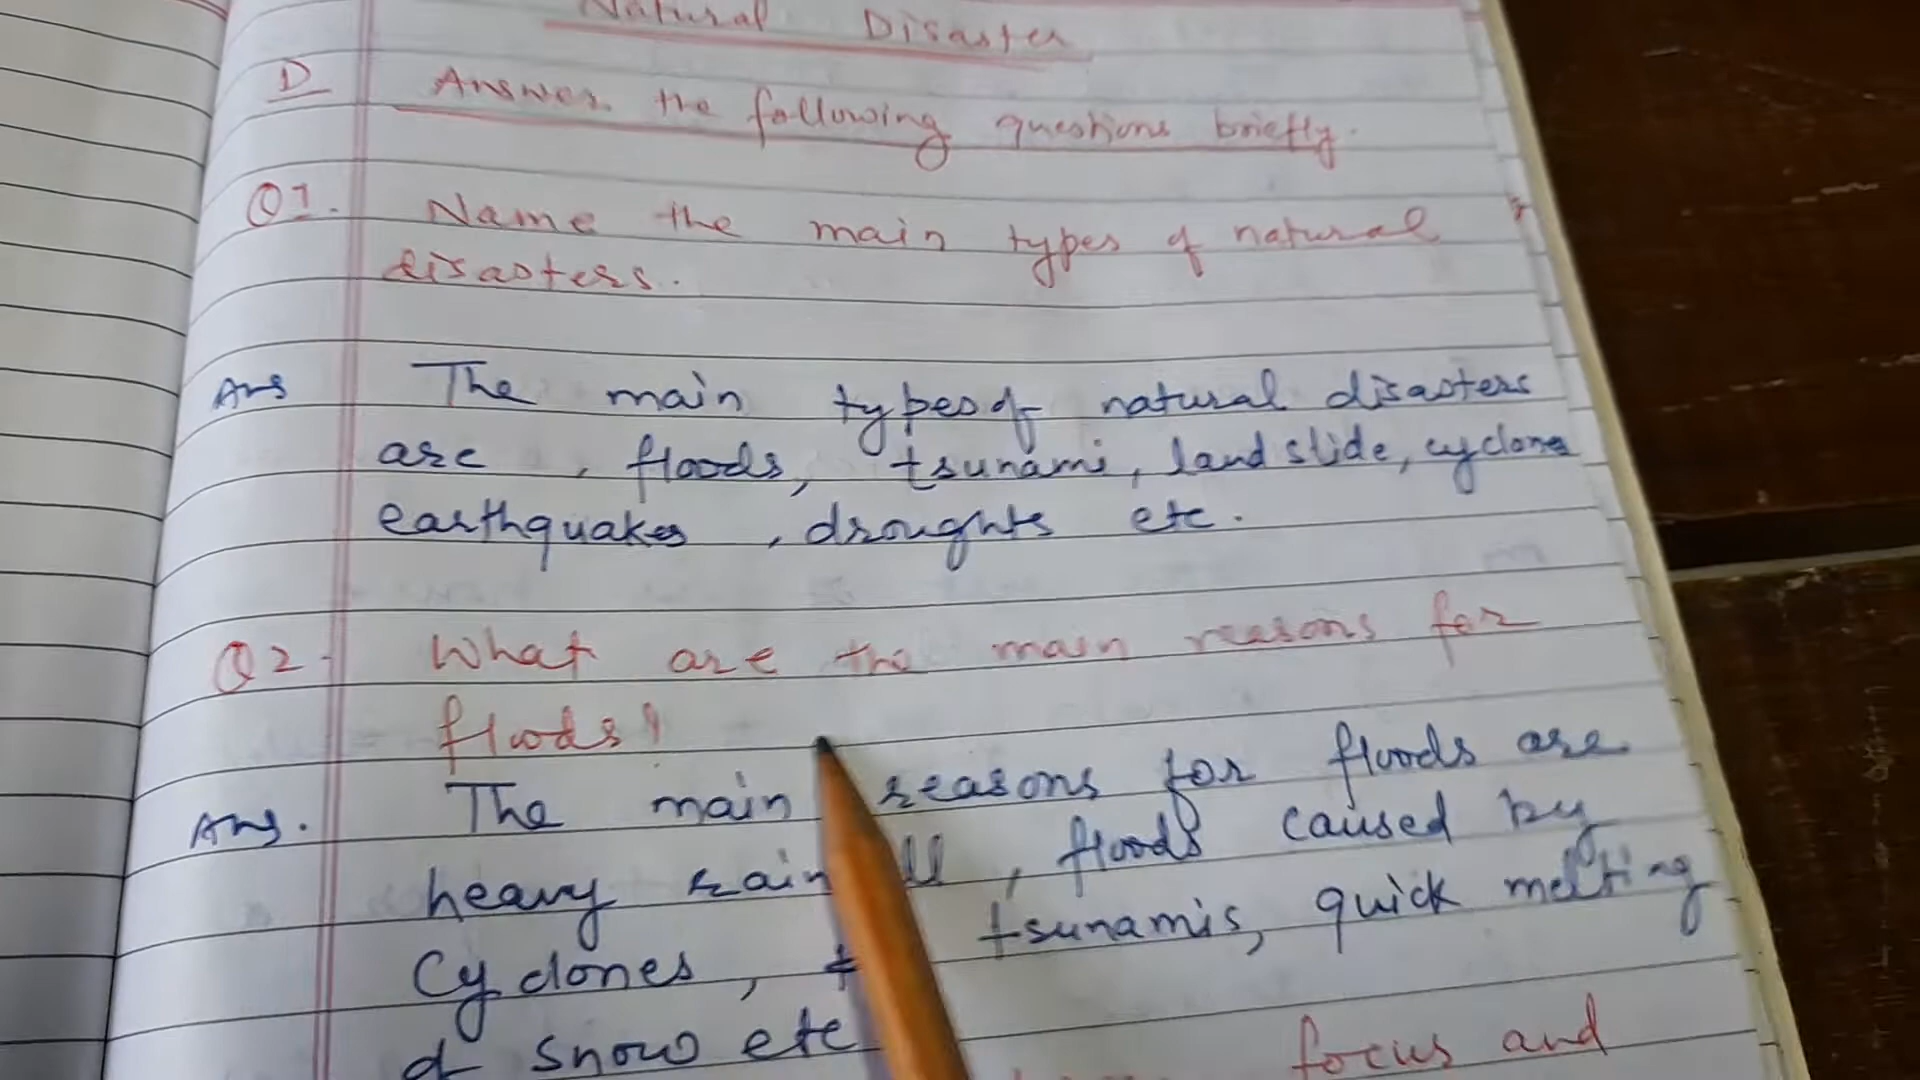 Natural Disaster
D Answer the following questions briefly.
Q1. Name the main types of natural
disasters.
Ans The main types of natural disasters
are , floods, tsunami, land slide, cyclone
earthquakes , droughts etc.
Q2. What are the main reasons for
floods?
Ans. The main reasons for floods are
heavy , floods caused by
Cyclones, tsunamis, quick melting
of snow etc
focus and